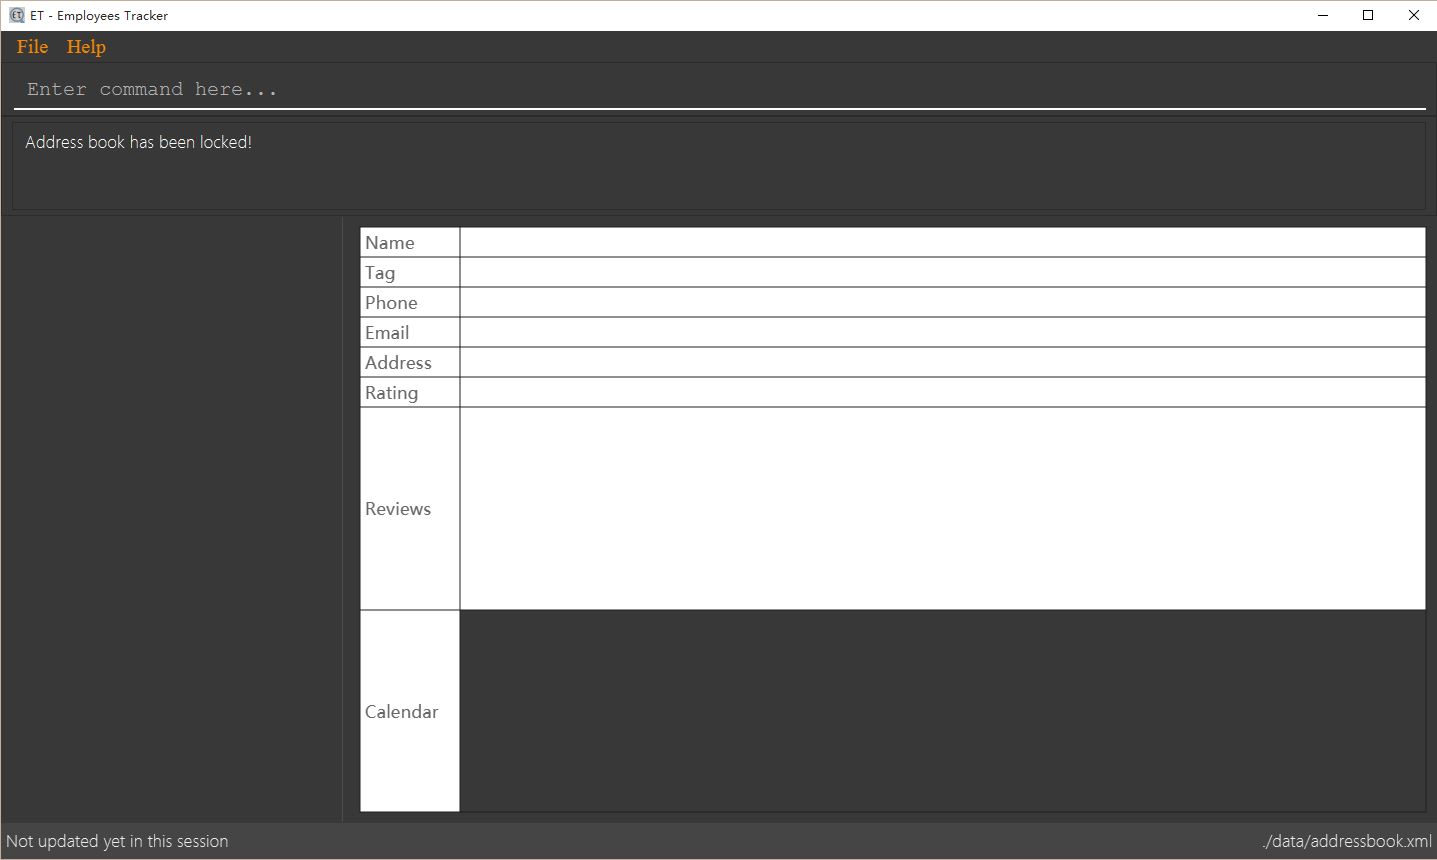 ET - Employees Tracker
File Help
Enter command here...
Address book has been locked!
Name
Tag
Phone
Email
Address
Rating
Reviews
Calendar
Not updated yet in this session
./data/addressbook.xml